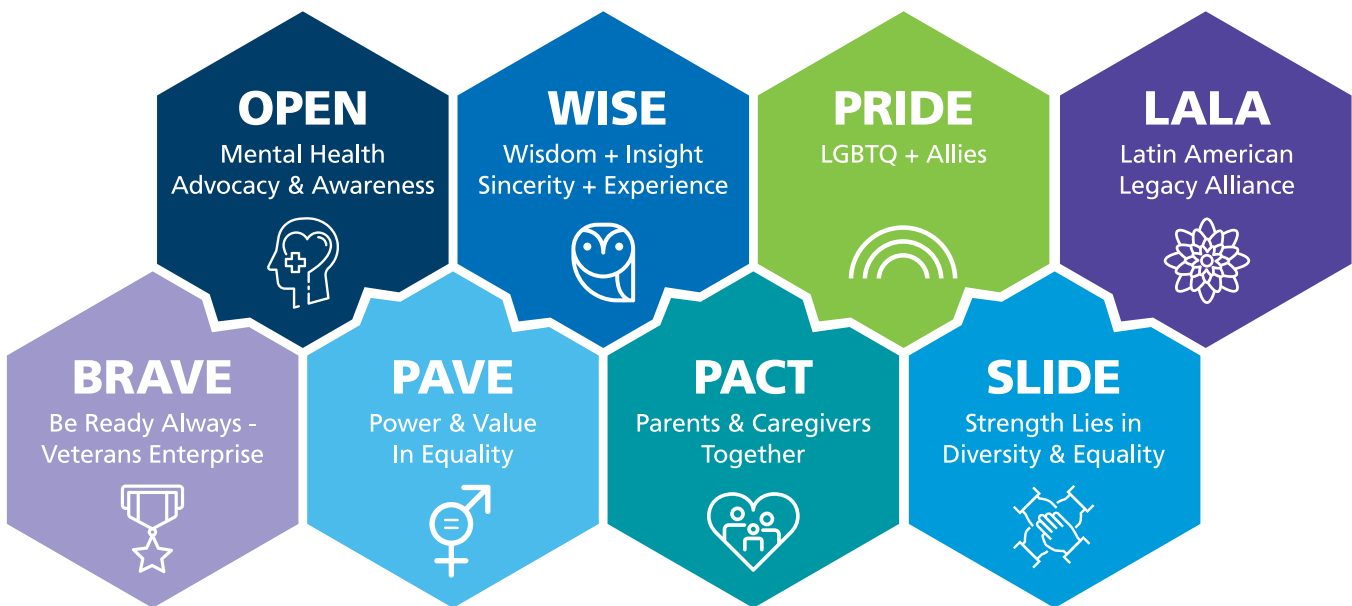 OPEN
Mental Health
Advocacy & Awareness
WISE
Wisdom + Insight
Sincerity + Experience
PRIDE
LGBTQ + Allies
LALA
Latin American
Legacy Alliance
BRAVE
Be Ready Always -
Veterans Enterprise
PAVE
Power & Value
In Equality
PACT
Parents & Caregivers
Together
SLIDE
Strength Lies in
Diversity & Equality